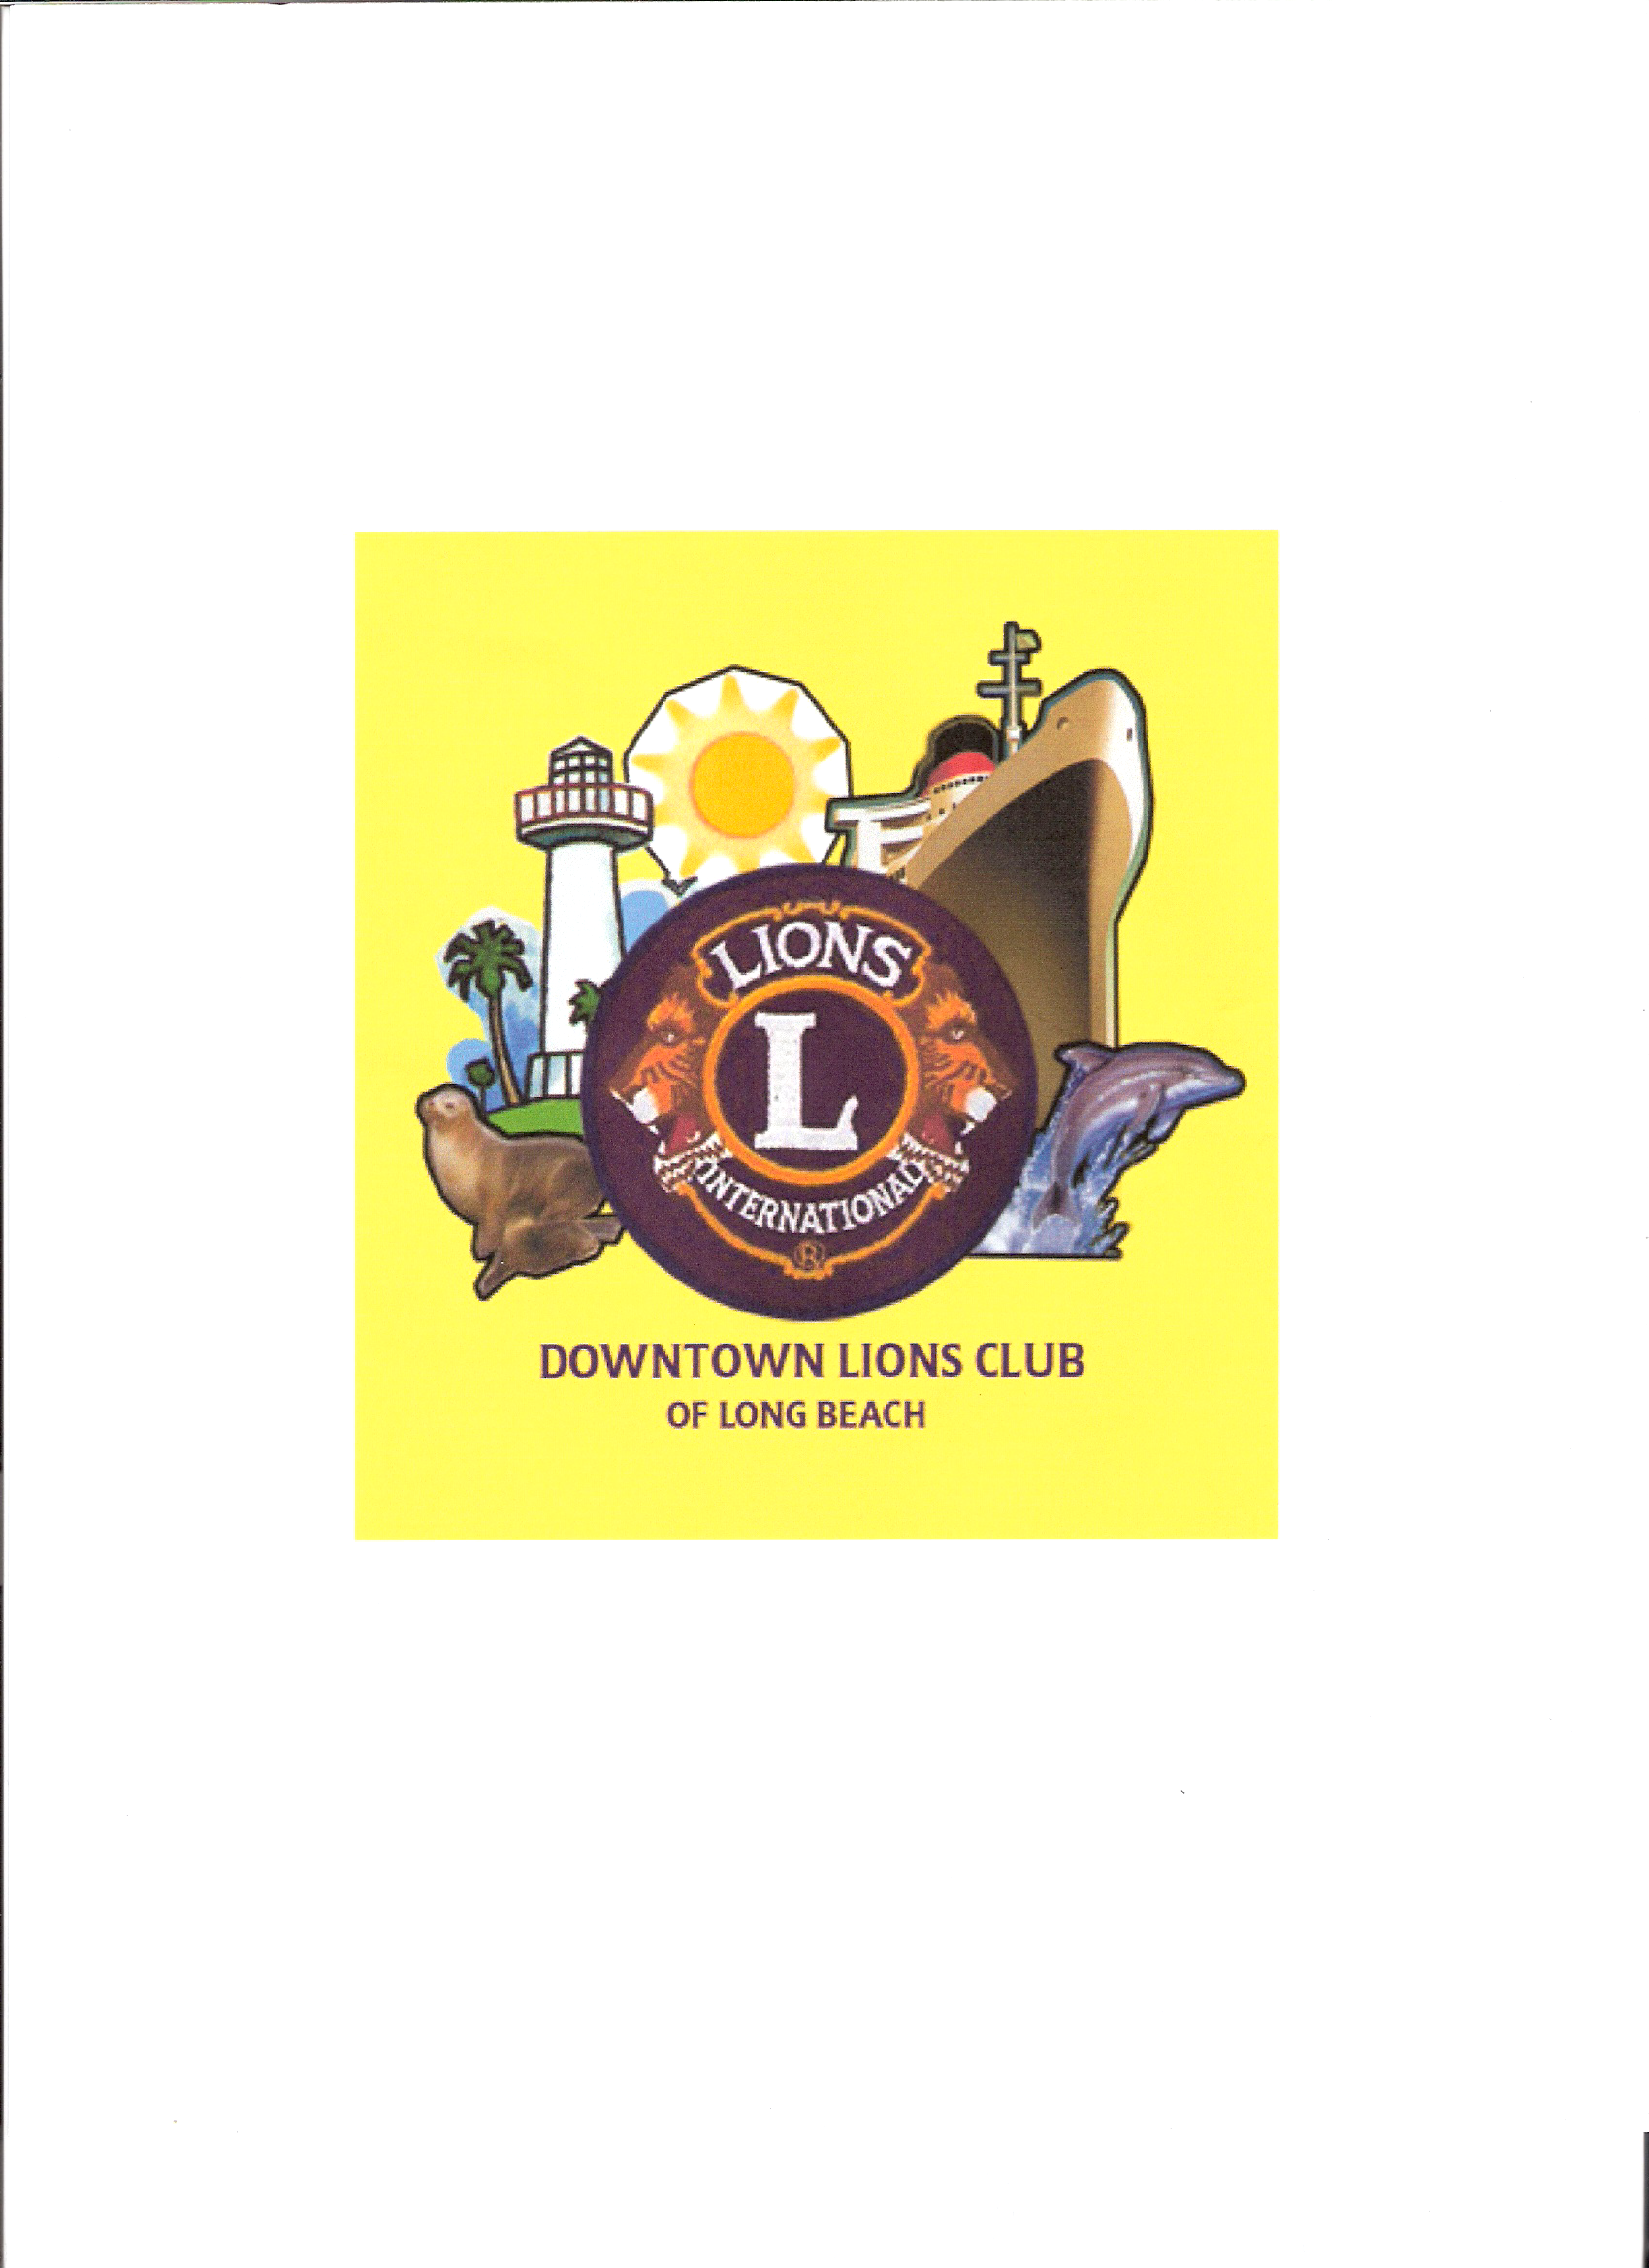 LIONS
L
INTERNATIONAL
®
DOWNTOWN LIONS CLUB
OF LONG BEACH